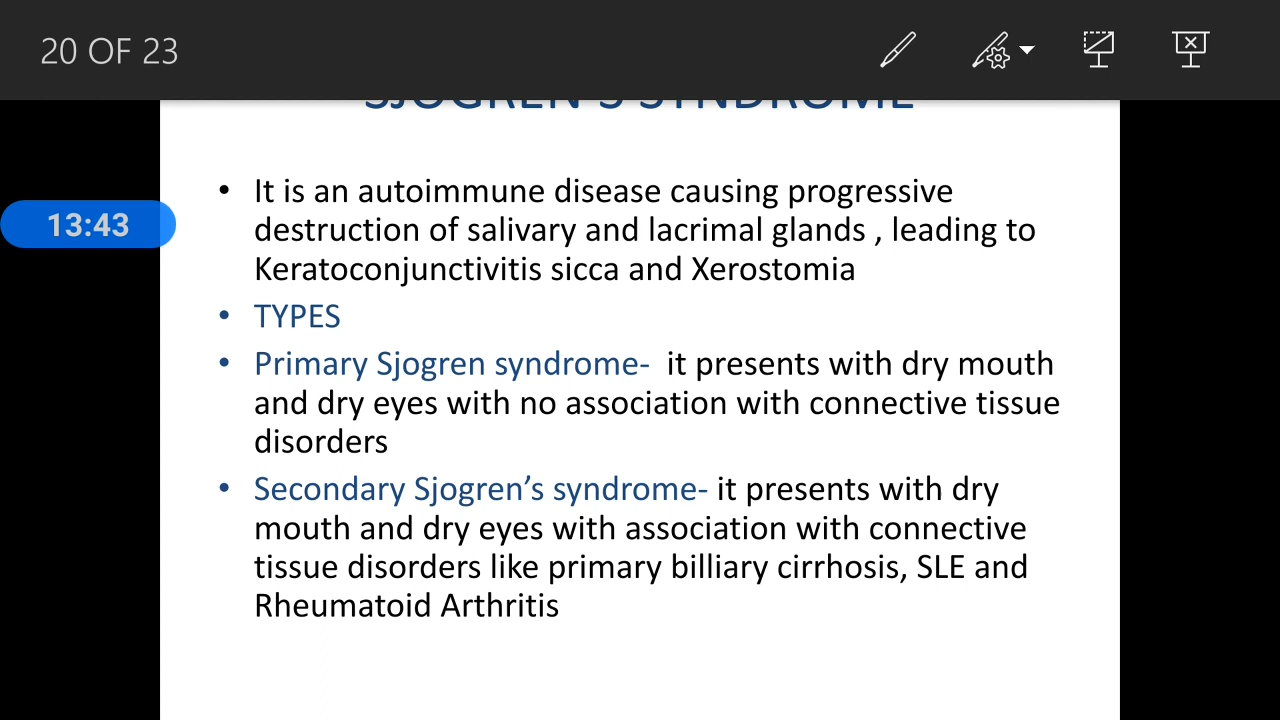 20 OF 23
SJOGREN'S SYNDROME
• It is an autoimmune disease causing progressive
destruction of salivary and lacrimal glands , leading to
Keratoconjunctivitis sicca and Xerostomia
13:43
• TYPES
• Primary Sjogren syndrome- it presents with dry mouth
and dry eyes with no association with connective tissue
disorders
• Secondary Sjogren’s syndrome- it presents with dry
mouth and dry eyes with association with connective
tissue disorders like primary billiary cirrhosis, SLE and
Rheumatoid Arthritis